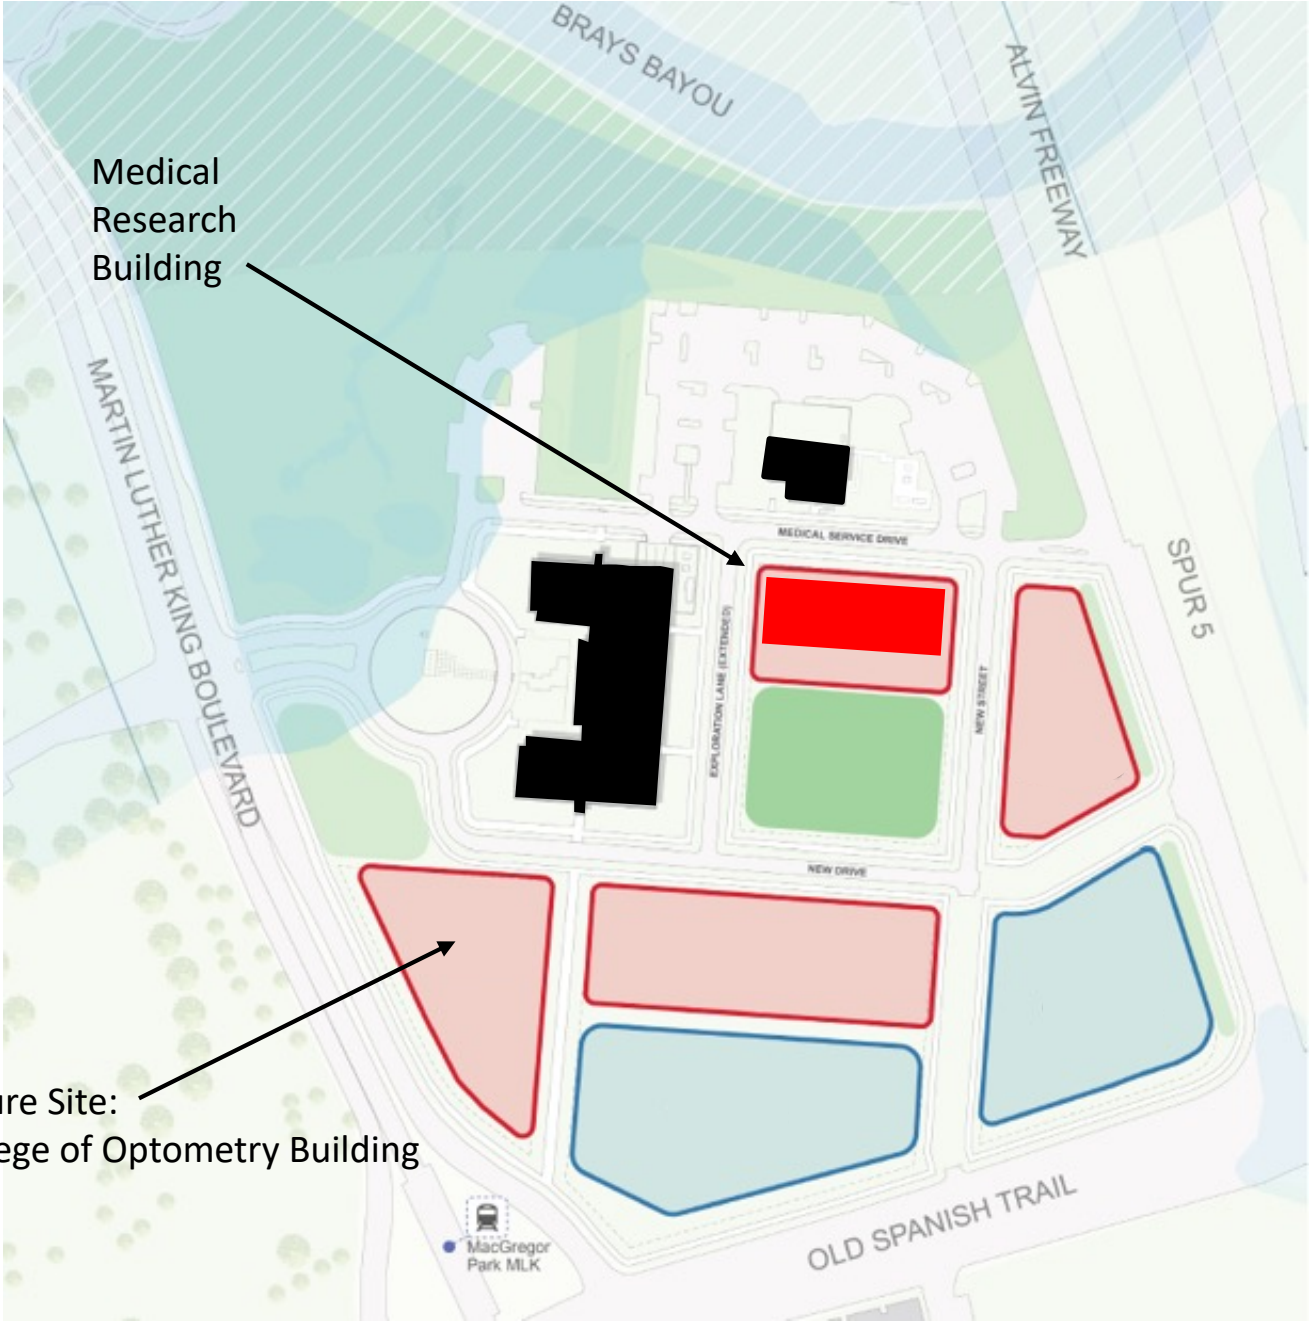 BRAYS BAYOU
ALVIN FREEWAY
Medical
Research
Building
MARTIN LUTHER KING BOULEVARD
MEDICAL SERVICE DRIVE
SPUR 5
EXPLORATION LANE (EXTENDED)
NEW STREET
NEW DRIVE
ure Site:
ege of Optometry Building
OLD SPANISH TRAIL
MacGregor
Park MLK